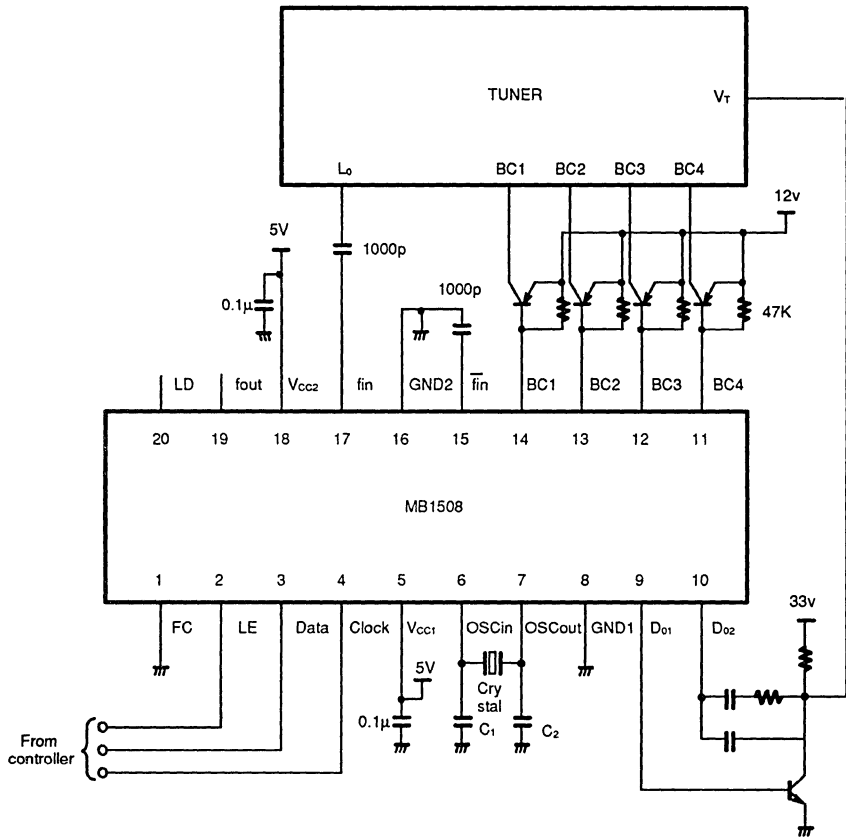 TUNER
VT
L0
BC1 BC2 BC3 BC4
12v
5V
1000p
1000p
0.1µ
47K
LD fout VCC2 fin GND2 fin BC1 BC2 BC3 BC4
20 19 18 17 16 15 14 13 12 11
MB1508
1 2 3 4 5 6 7 8 9 10
FC LE Data Clock VCC1 OSCin OSCout GND1 D01 D02
33v
5V
Cry
stal
0.1µ
C1 C2
From
controller